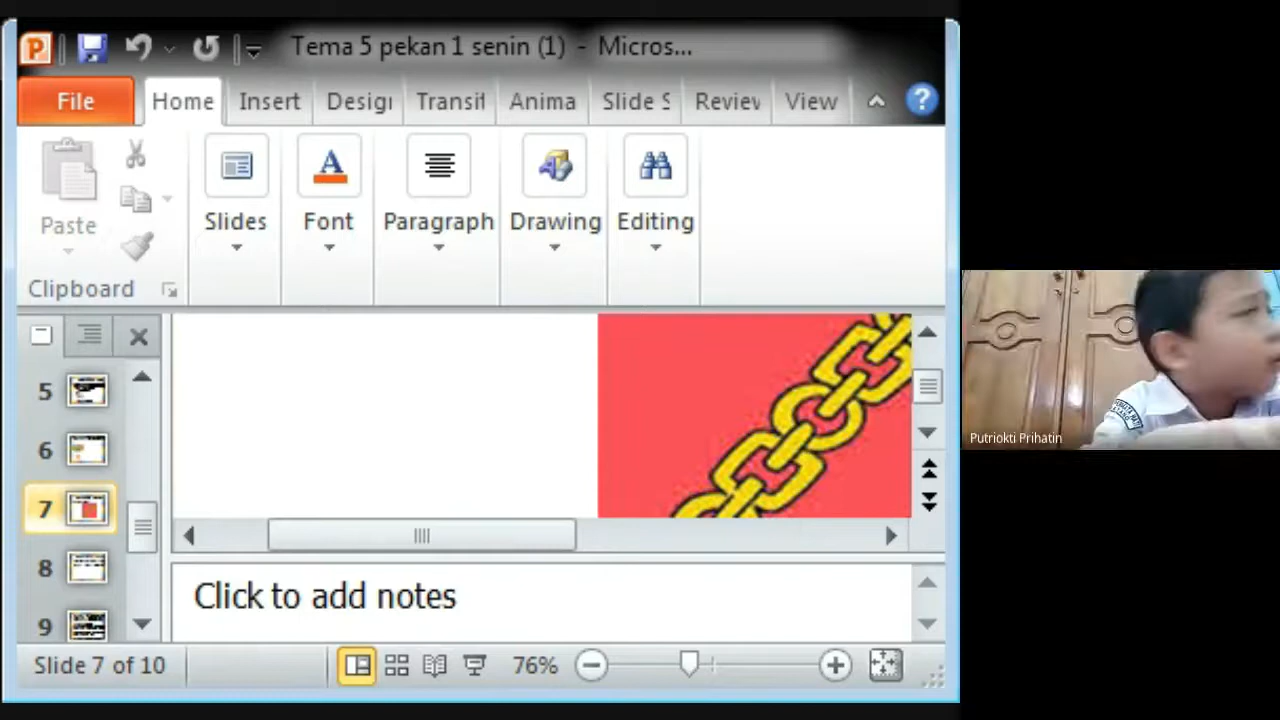 Tema 5 pekan 1 senin (1) - Micros...
File Home Insert Desigi Transit Anima Slide S Review View
Paste
Clipboard
Slides
Font
Paragraph
Drawing
Editing
5
6
7
8
9
Click to add notes
Slide 7 of 10
76%
Putriokti Prihatin